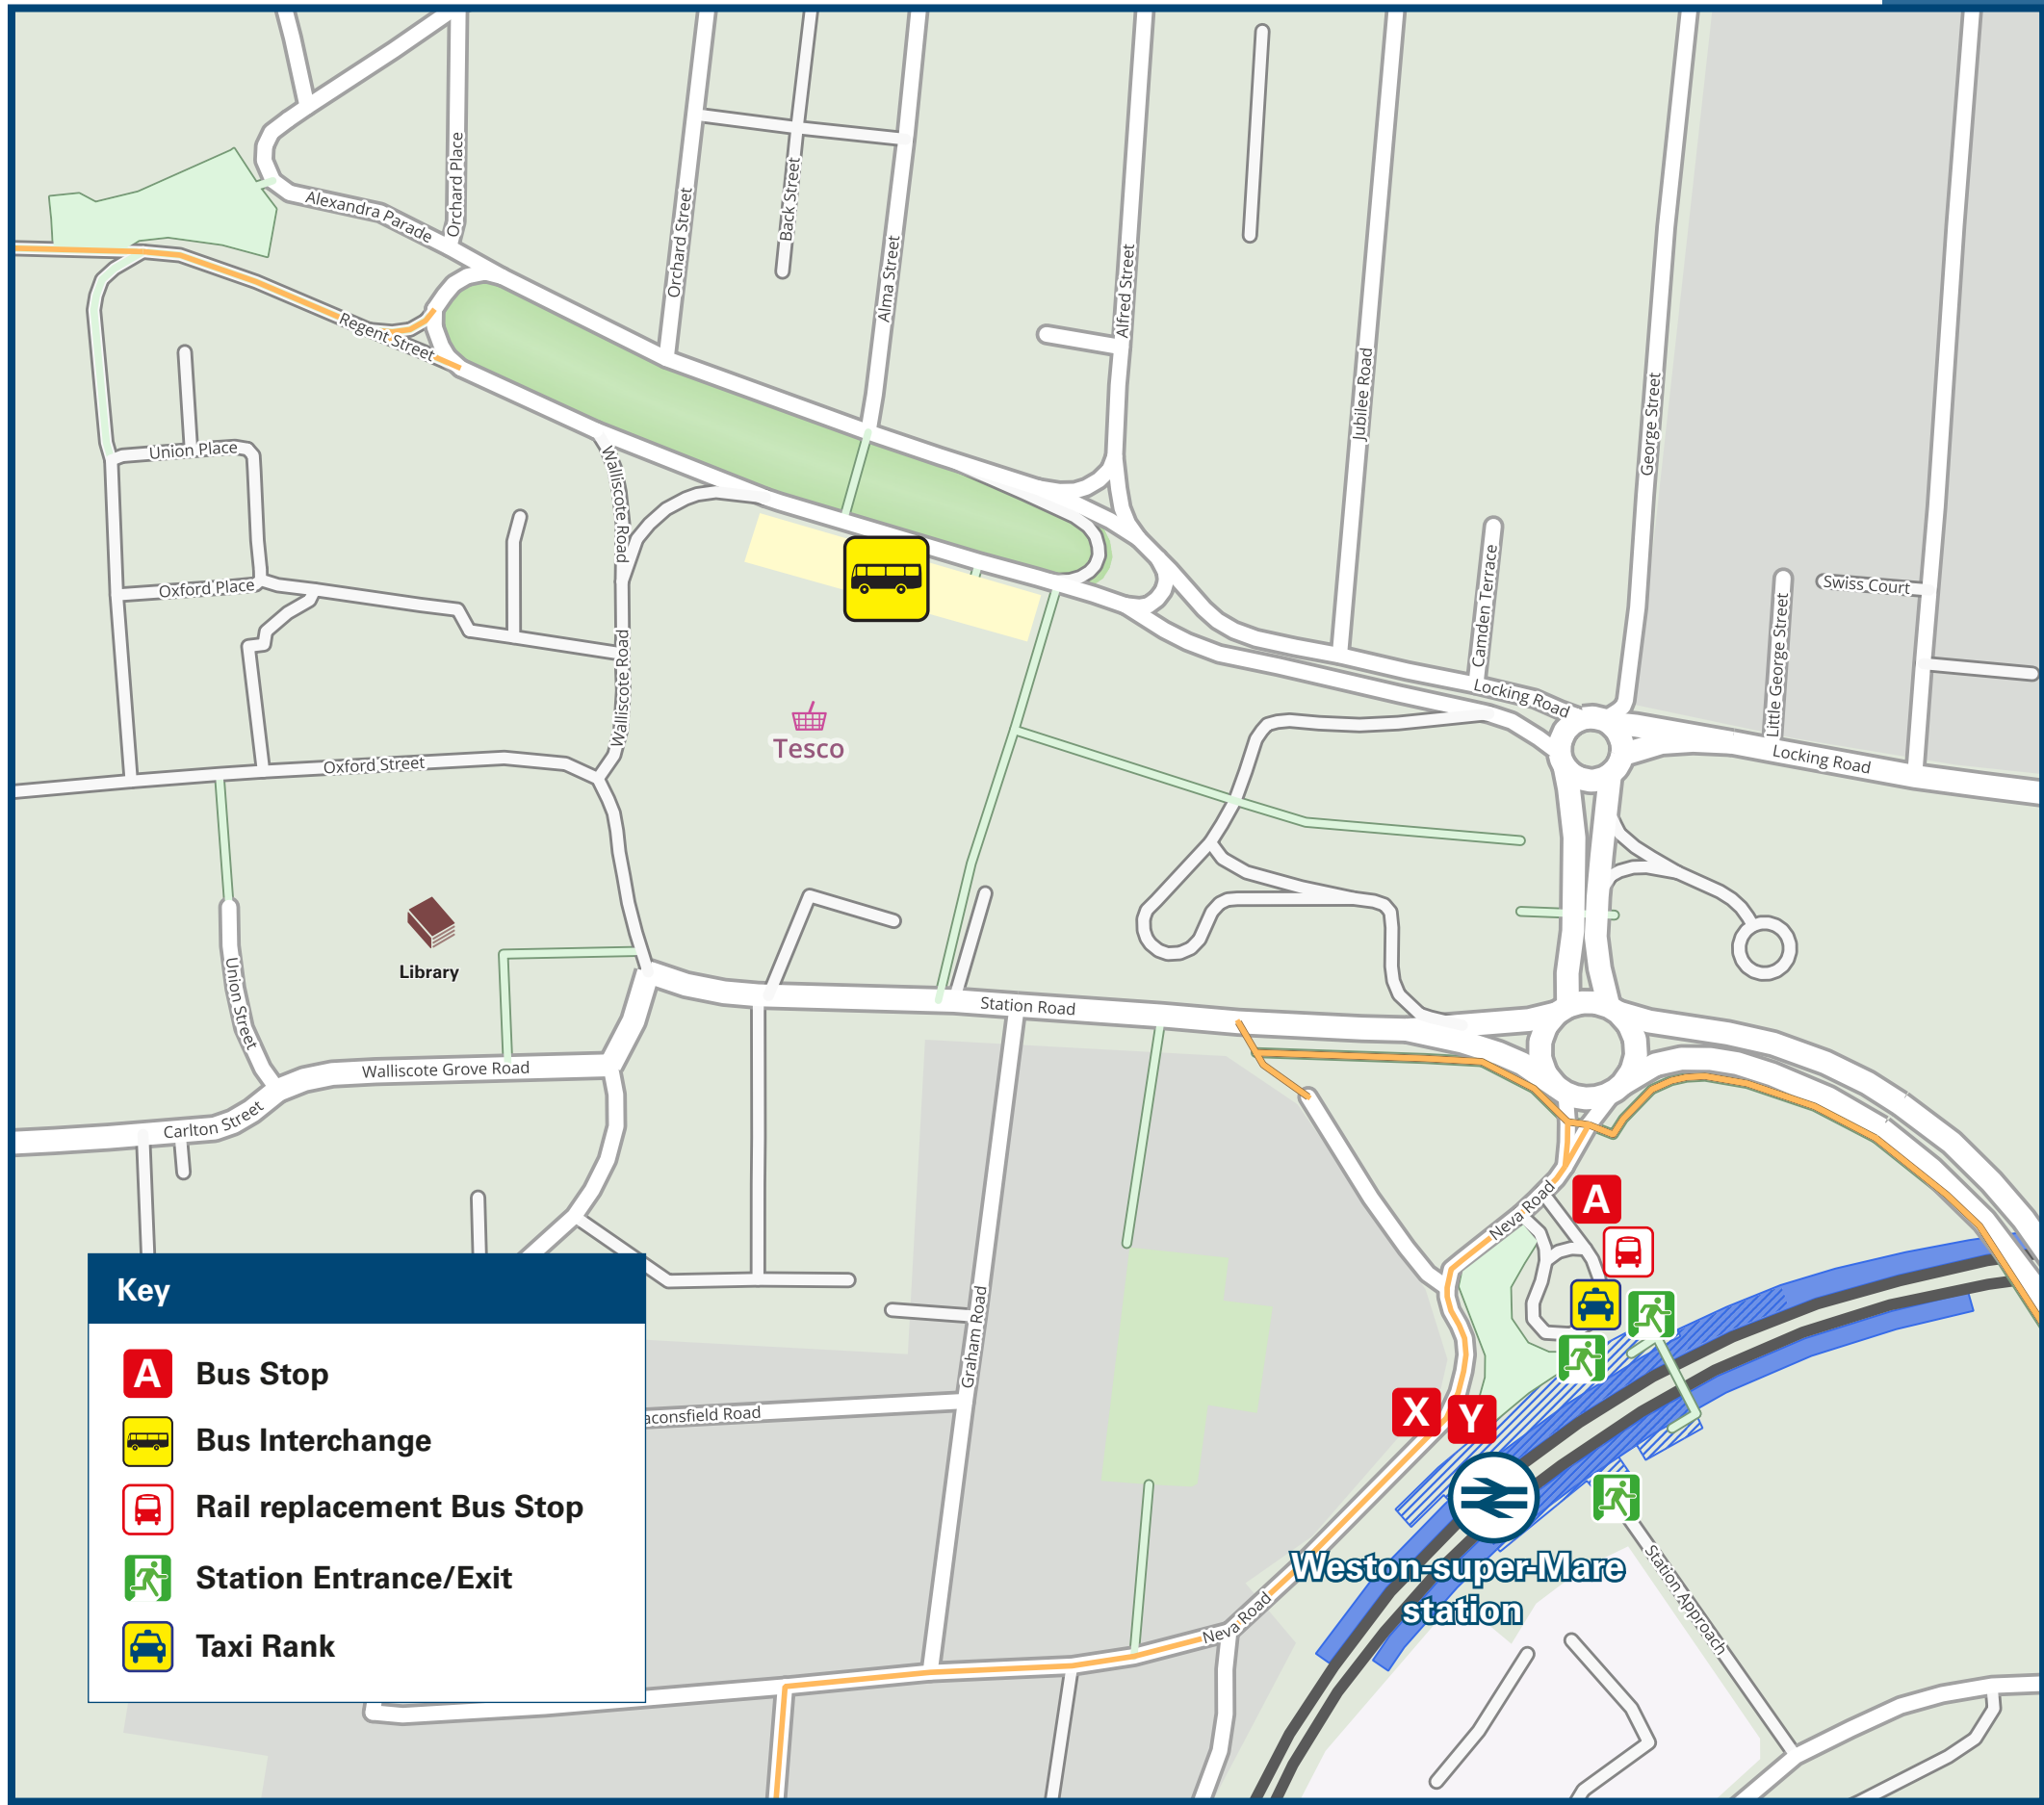 Orchard Place
Alexandra Parade
Orchard Street
Back Street
Alma Street
Alfred Street
Regent Street
Jubilee Road
George Street
Union Place
Walliscote Road
Oxford Place
Camden Terrace
Swiss Court
Little George Street
Walliscote Road
Locking Road
Locking Road
Tesco
Oxford Street
Library
Union Street
Station Road
Walliscote Grove Road
Carlton Street
Neva Road
A
Graham Road
aconsfield Road
X
Y
Weston-super-Mare
station
Station Approach
Neva Road
Key
A Bus Stop
Bus Interchange
Rail replacement Bus Stop
Station Entrance/Exit
Taxi Rank